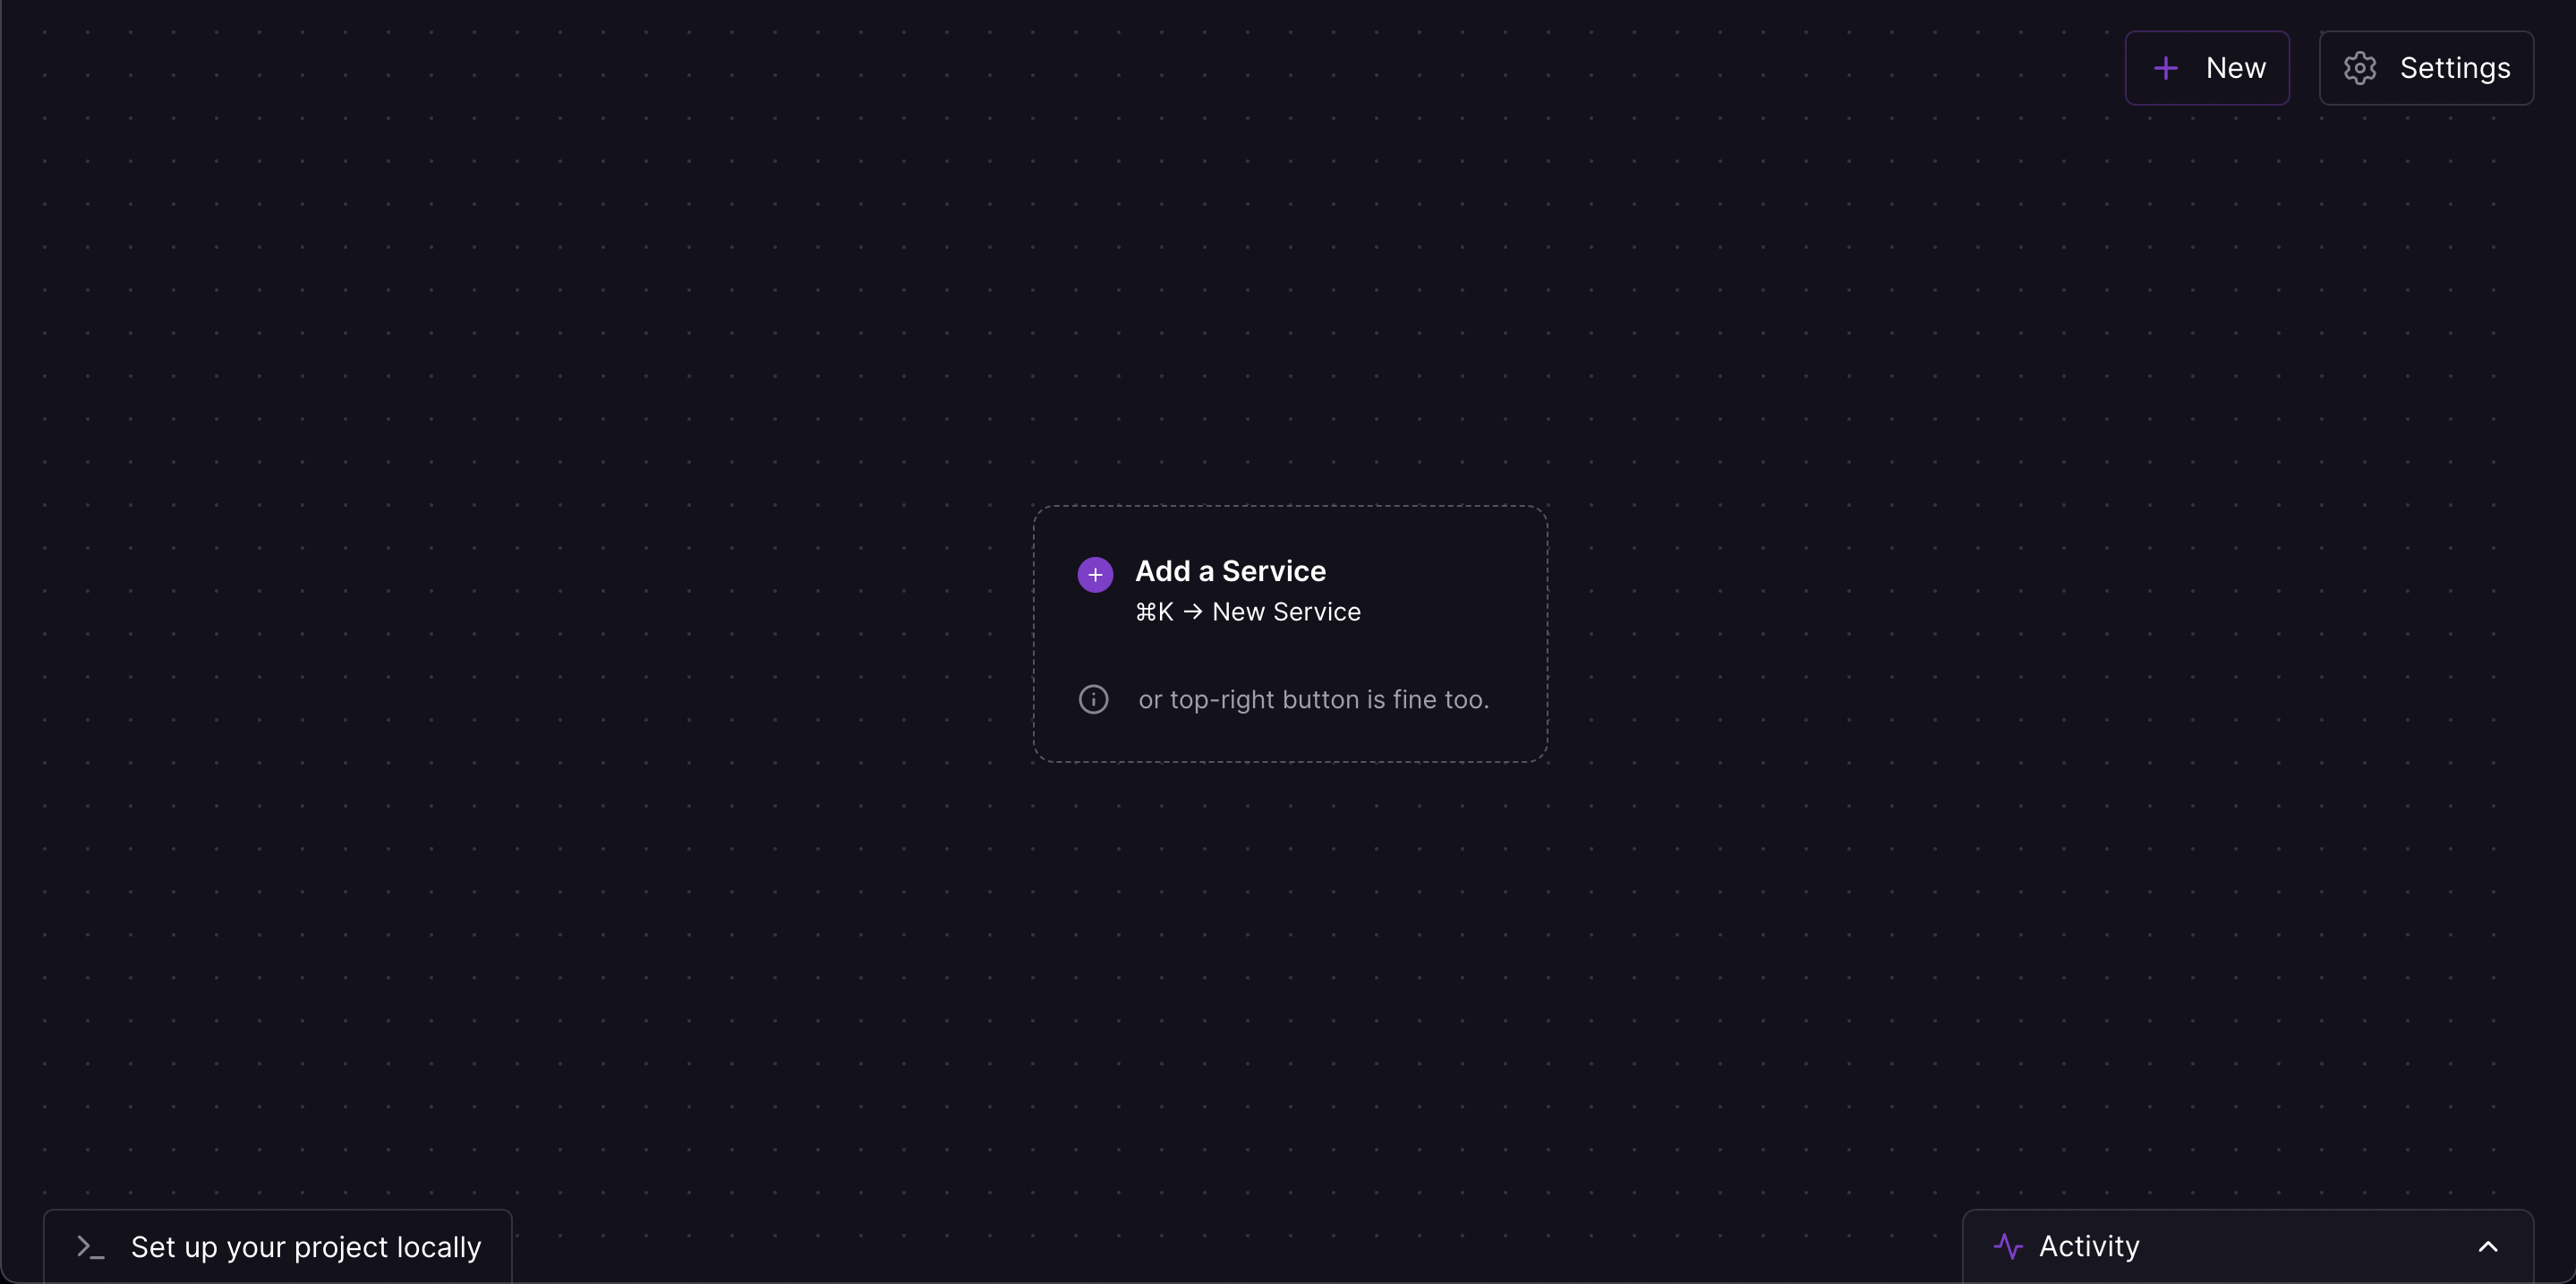 New
Settings
Add a Service
⌘K → New Service
or top-right button is fine too.
Set up your project locally
Activity